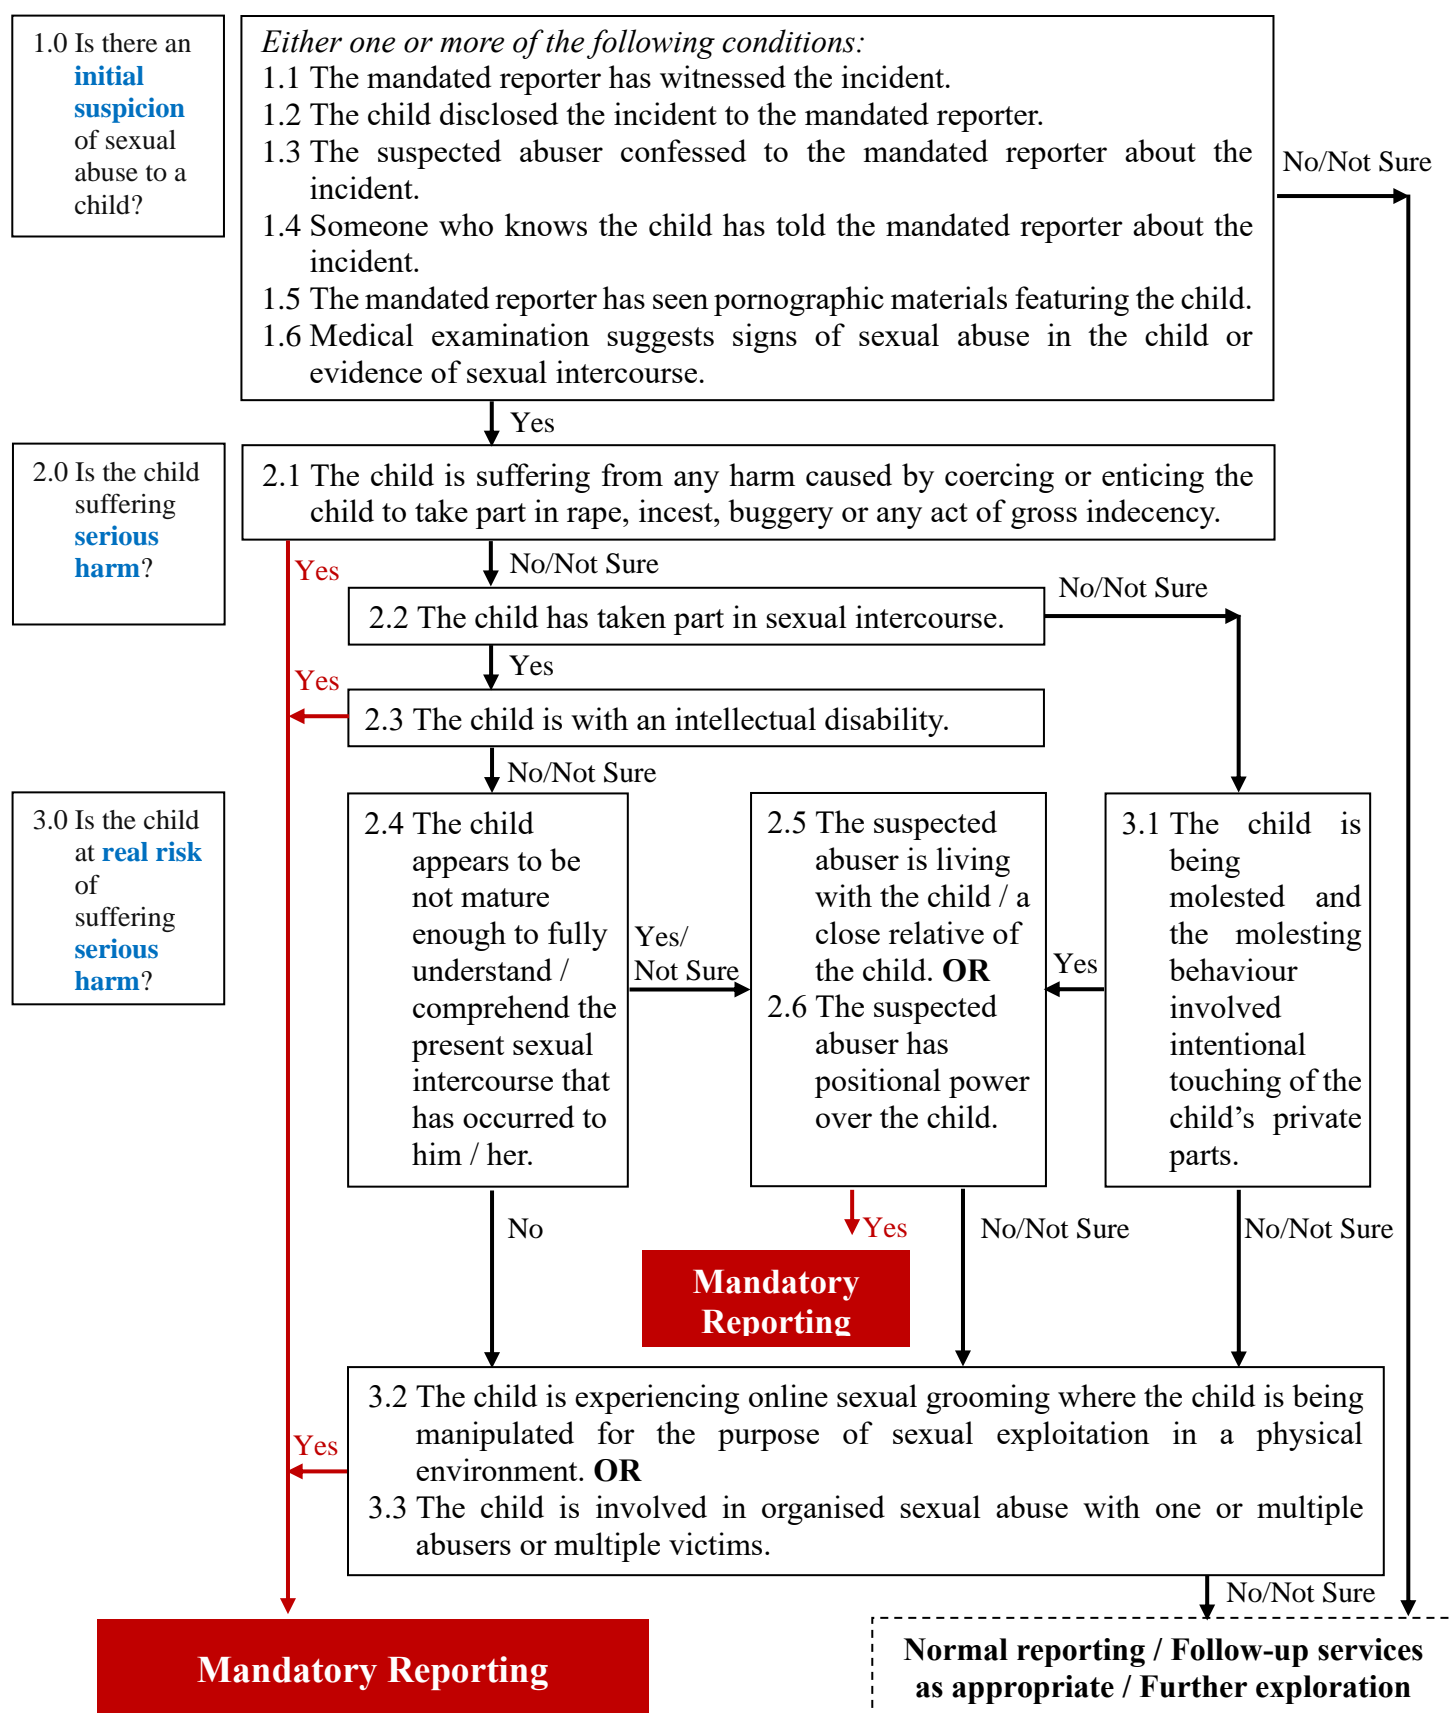 1.0 Is there an
initial
suspicion
of sexual
abuse to a
child?
Either one or more of the following conditions:
1.1 The mandated reporter has witnessed the incident.
1.2 The child disclosed the incident to the mandated reporter.
1.3 The suspected abuser confessed to the mandated reporter about the
incident.
1.4 Someone who knows the child has told the mandated reporter about the
incident.
1.5 The mandated reporter has seen pornographic materials featuring the child.
1.6 Medical examination suggests signs of sexual abuse in the child or
evidence of sexual intercourse.
No/Not Sure
Yes
2.0 Is the child
suffering
serious
harm?
2.1 The child is suffering from any harm caused by coercing or enticing the
child to take part in rape, incest, buggery or any act of gross indecency.
Yes
No/Not Sure
2.2 The child has taken part in sexual intercourse.
No/Not Sure
Yes
Yes
2.3 The child is with an intellectual disability.
No/Not Sure
3.0 Is the child
at real risk
of
suffering
serious
harm?
2.4 The child
appears to be
not mature
enough to fully
understand /
comprehend the
present sexual
intercourse that
has occurred to
him / her.
Yes/
Not Sure
2.5 The suspected
abuser is living
with the child / a
close relative of
the child. OR
2.6 The suspected
abuser has
positional power
over the child.
Yes
3.1 The child is
being
molested and
the molesting
behaviour
involved
intentional
touching of the
child's private
parts.
No
Yes
No/Not Sure
No/Not Sure
Mandatory
Reporting
3.2 The child is experiencing online sexual grooming where the child is being
manipulated for the purpose of sexual exploitation in a physical
environment. OR
3.3 The child is involved in organised sexual abuse with one or multiple
abusers or multiple victims.
Yes
No/Not Sure
Mandatory Reporting
Normal reporting / Follow-up services
as appropriate / Further exploration